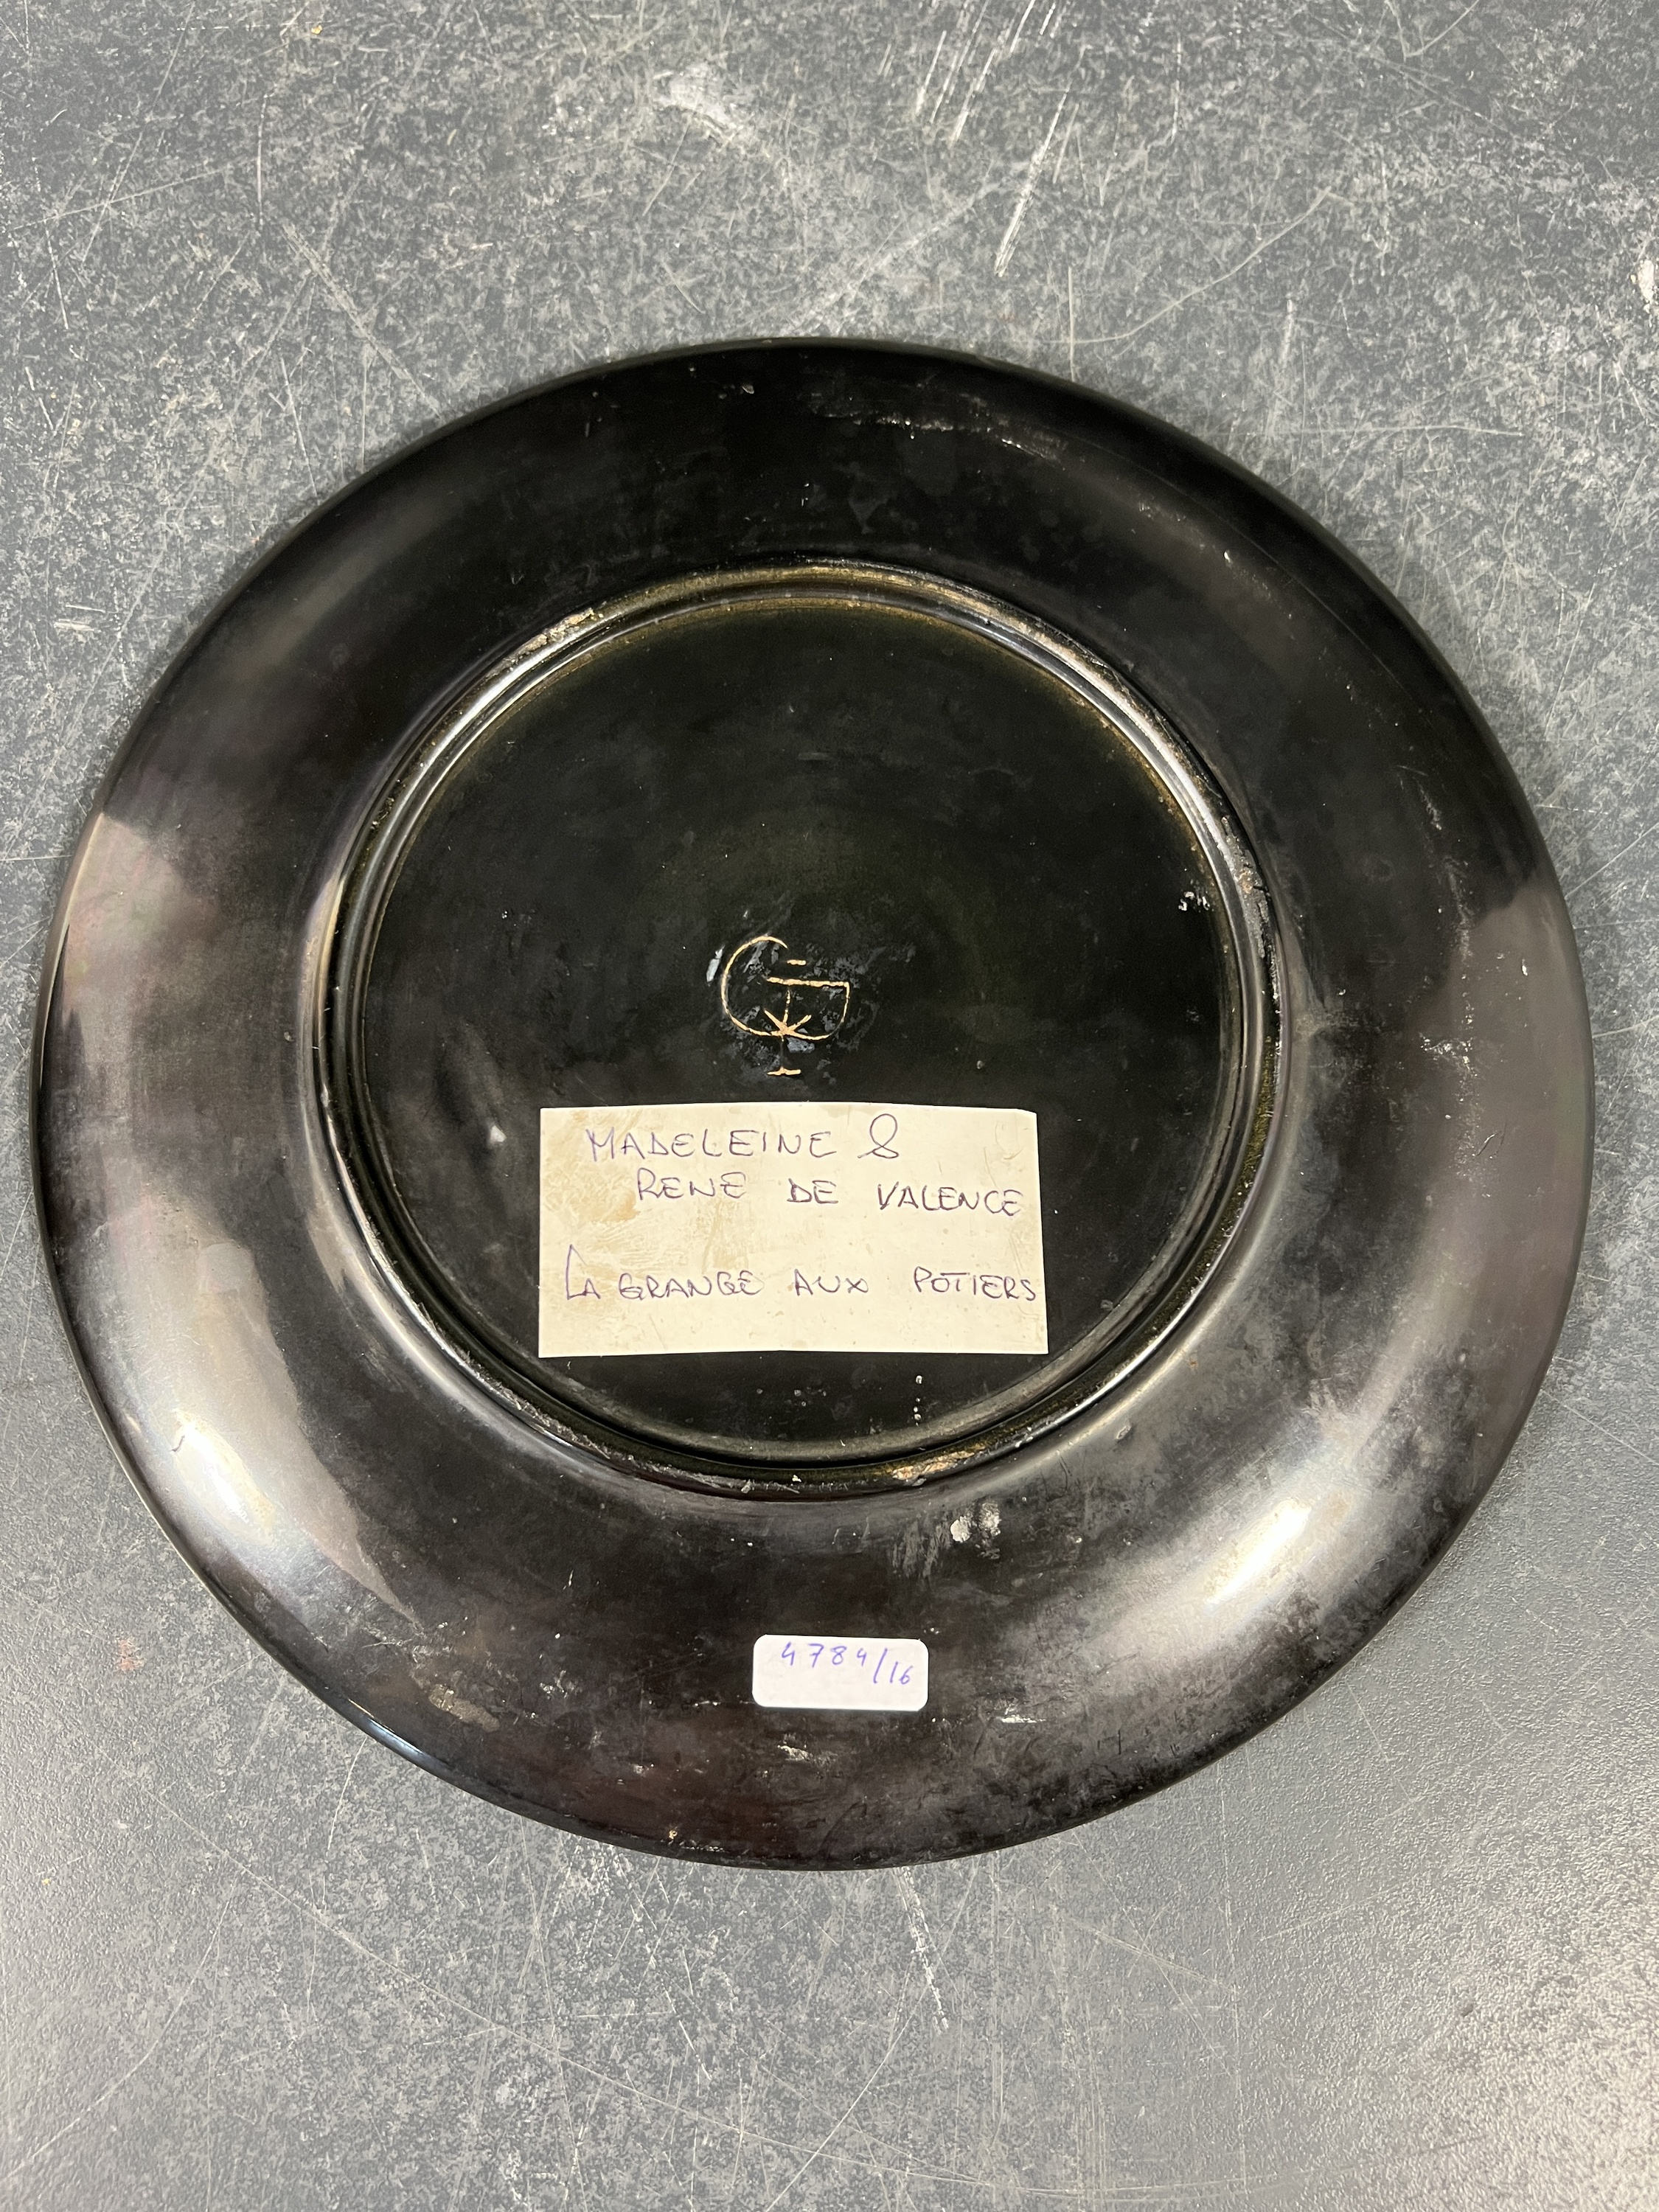 G
MADELEINE &
RENE DE VALENCE
LA GRANGE AUX POTIERS
4784/16